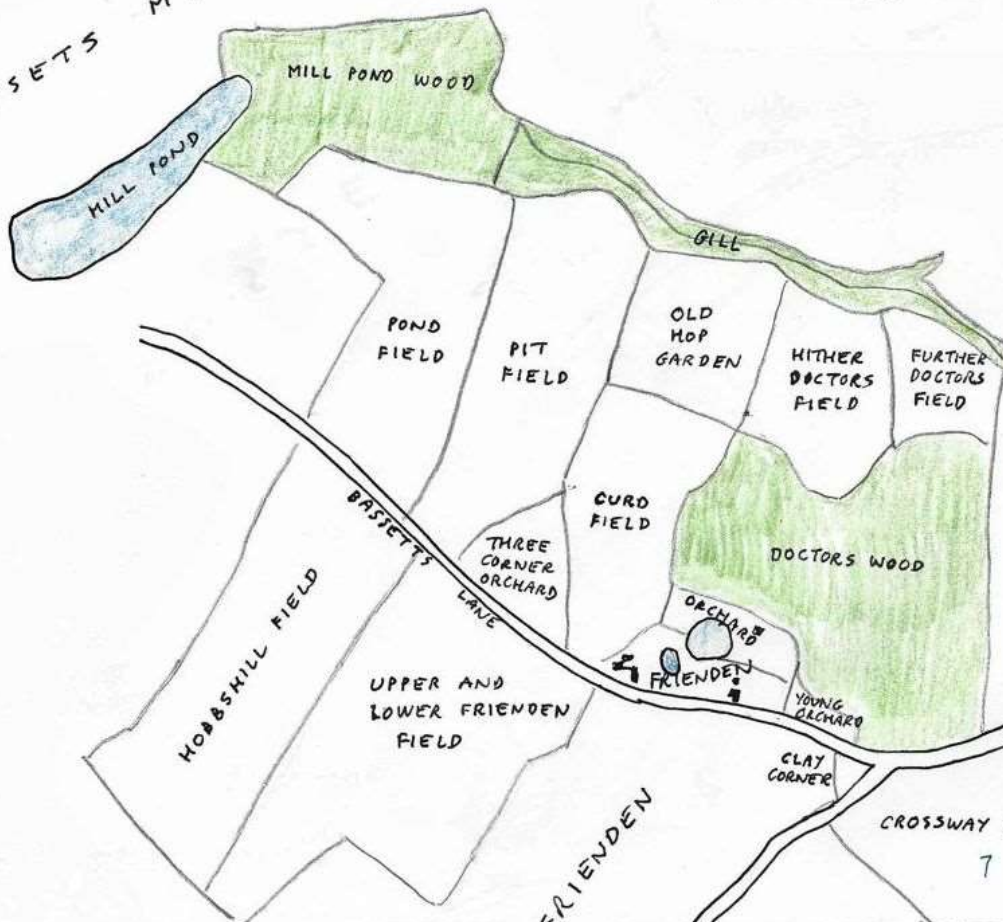 SETS
M
MILL POND WOOD
MILL POND
GILL
POND
FIELD
PIT
FIELD
OLD
HOP
GARDEN
HITHER
DOCTORS
FIELD
FURTHER
DOCTORS
FIELD
CURD
FIELD
BASSETTS
LANE
THREE
CORNER
ORCHARD
DOCTORS WOOD
ORCHARD
FRIENDEN
YOUNG
ORCHARD
HOBBSHILL FIELD
UPPER AND
LOWER FRIENDEN
FIELD
CLAY
CORNER
FRIENDEN
CROSSWAY
7